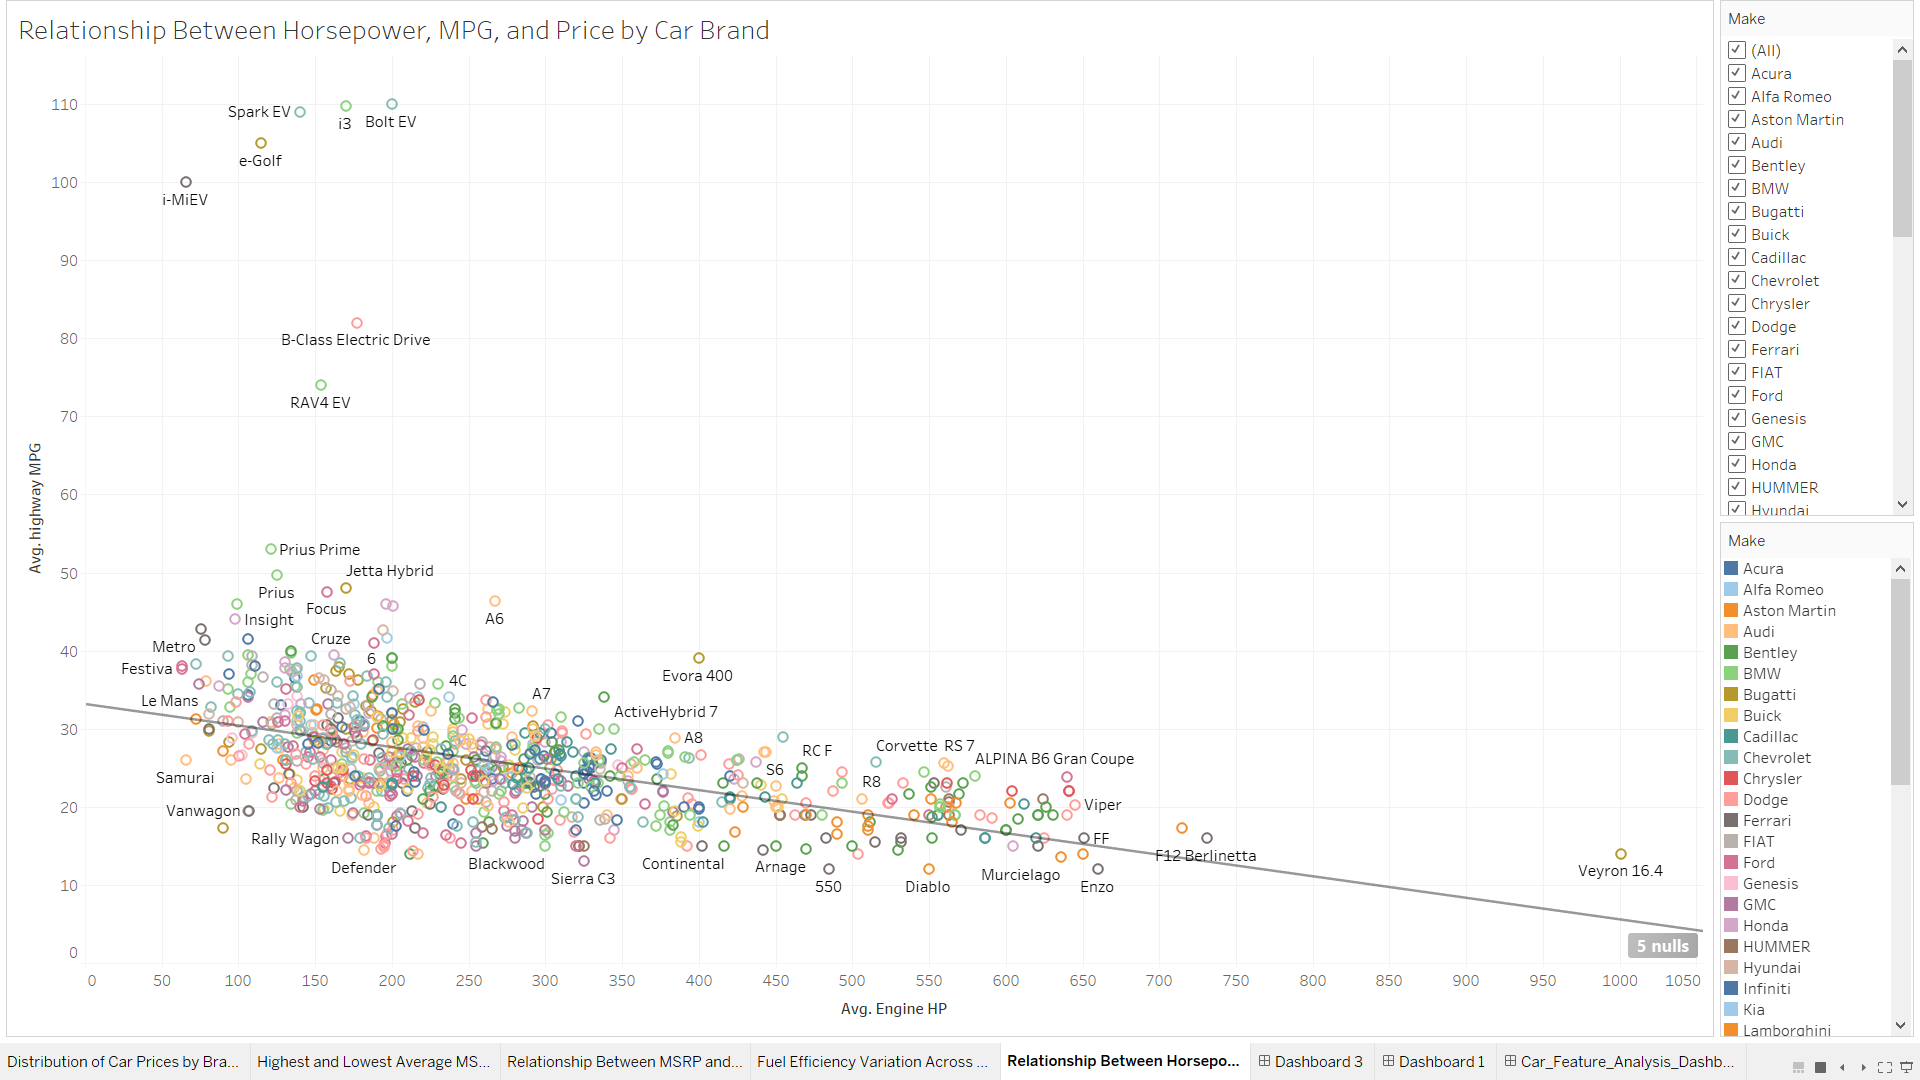 Relationship Between Horsepower, MPG, and Price by Car Brand
110
100
90
80
70
60
50
40
30
20
10
0
Avg. highway MPG
Spark EV
i3
Bolt EV
e-Golf
i-MiEV
B-Class Electric Drive
RAV4 EV
Prius Prime
Jetta Hybrid
Prius
Focus
Insight
A6
Metro
Cruze
Festiva
6
Evora 400
Le Mans
4C
A7
ActiveHybrid 7
A8
RC F
Corvette
RS 7
ALPINA B6 Gran Coupe
Samurai
S6
R8
Vanwagon
Viper
Rally Wagon
FF
Defender
Blackwood
Sierra C3
Continental
Arnage
550
Diablo
Murcielago
Enzo
F12 Berlinetta
Veyron 16.4
5 nulls
0
50
100
150
200
250
300
350
400
450
500
550
600
650
700
750
800
850
900
950
1000
1050
Avg. Engine HP
Make
(All)
Acura
Alfa Romeo
Aston Martin
Audi
Bentley
BMW
Bugatti
Buick
Cadillac
Chevrolet
Chrysler
Dodge
Ferrari
FIAT
Ford
Genesis
GMC
Honda
HUMMER
Hyundai
Make
Acura
Alfa Romeo
Aston Martin
Audi
Bentley
BMW
Bugatti
Buick
Cadillac
Chevrolet
Chrysler
Dodge
Ferrari
FIAT
Ford
Genesis
GMC
Honda
HUMMER
Hyundai
Infiniti
Kia
Lamborghini
Distribution of Car Prices by Bra...
Highest and Lowest Average MS...
Relationship Between MSRP and...
Fuel Efficiency Variation Across ...
Relationship Between Horsepo...
Dashboard 3
Dashboard 1
Car_Feature_Analysis_Dashb...